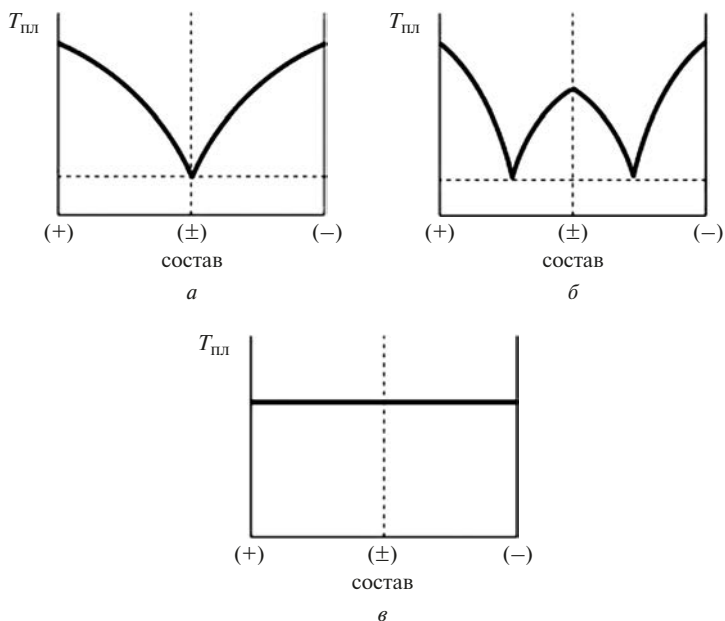 Tпл
(+) (±) (−)
состав
а
Tпл
(+) (±) (−)
состав
б
Tпл
(+) (±) (−)
состав
в